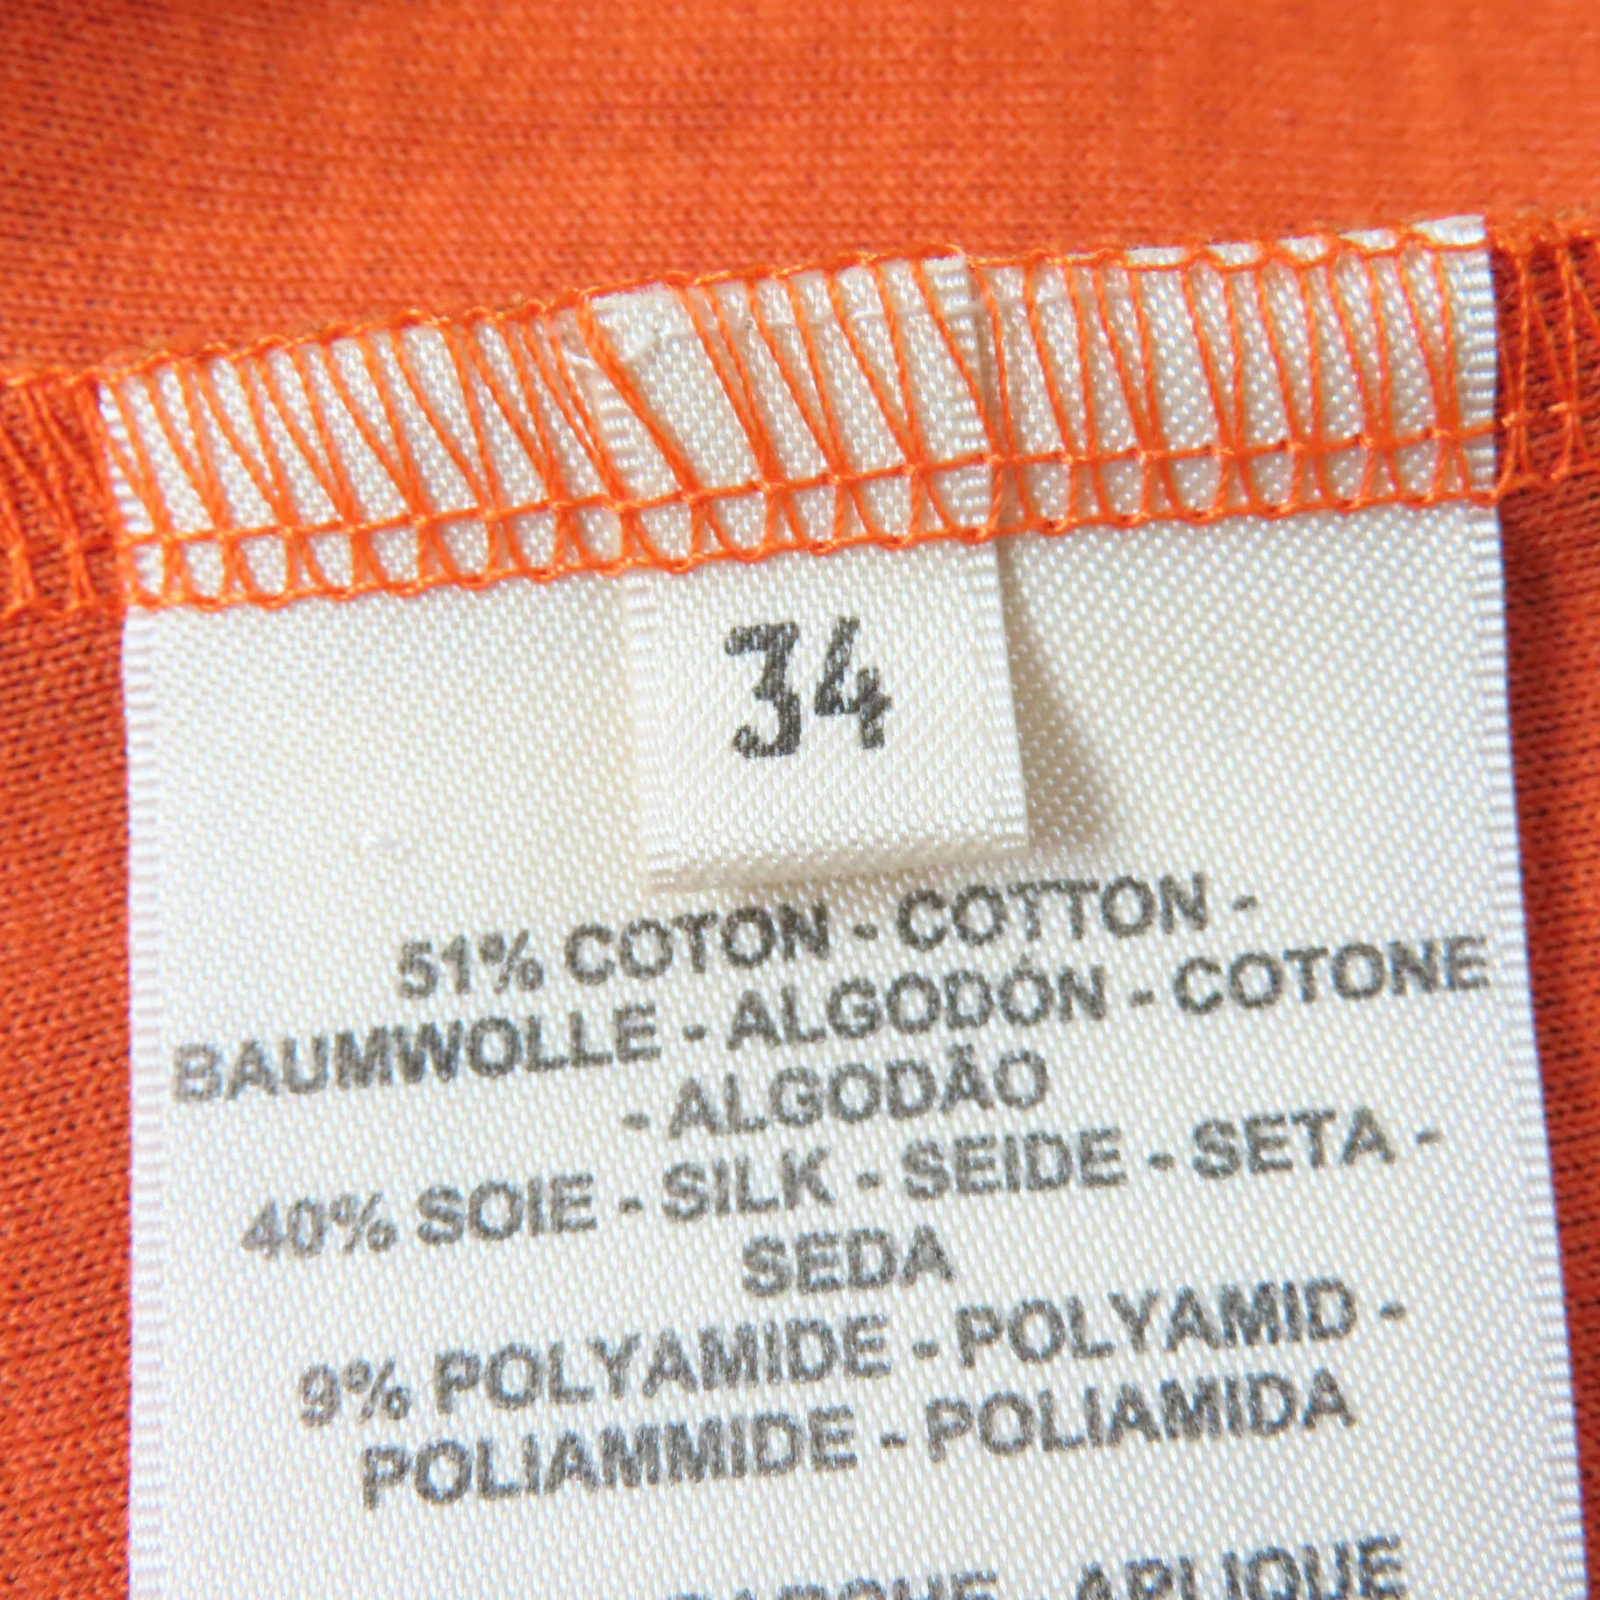 34
51% COTON - COTTON -
BAUMWOLLE - ALGODÓN - COTONE
- ALGODÃO
40% SOIE - SILK - SEIDE - SETA -
SEDA
9% POLYAMIDE - POLYAMID -
POLIAMMIDE - POLIAMIDA
- APLIQUE